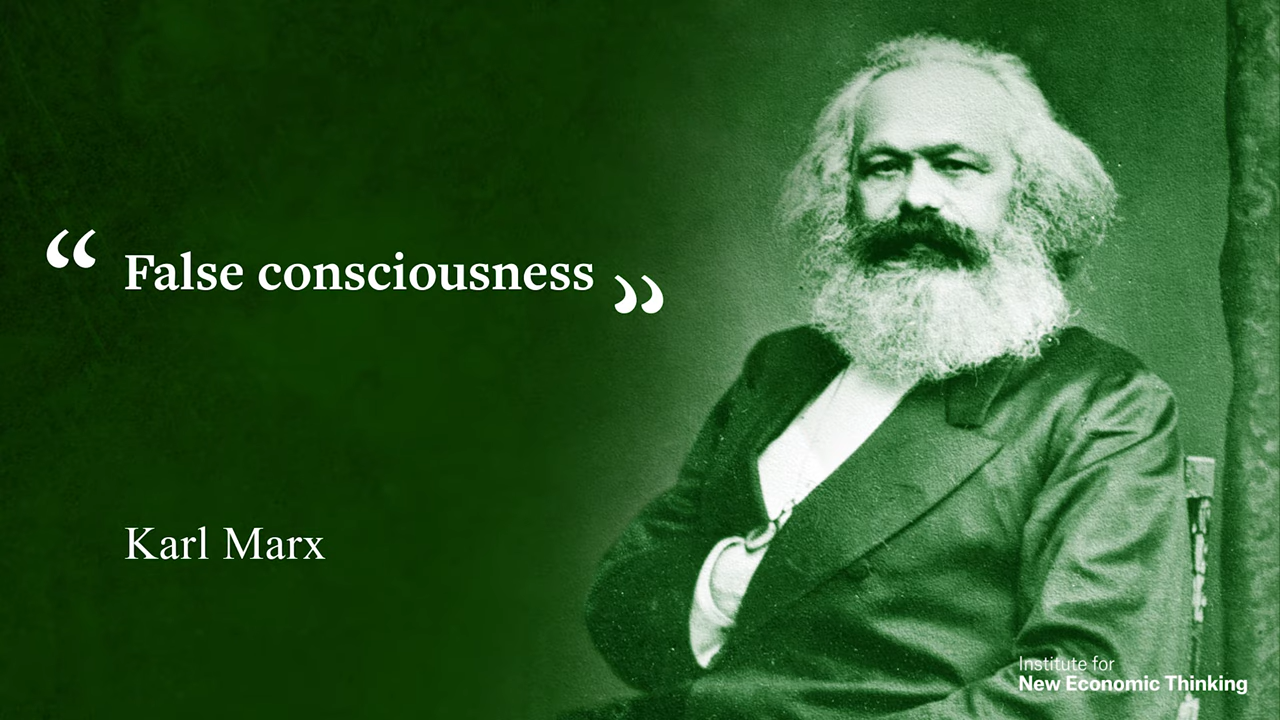 “ False consciousness ”
Karl Marx
Institute for
New Economic Thinking